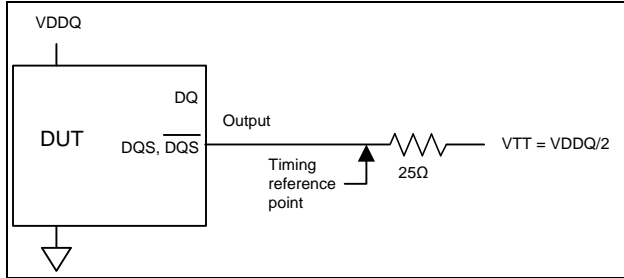 VDDQ
DQ
DUT
DQS, DQS
Output
Timing
reference
point
25Ω
VTT = VDDQ/2